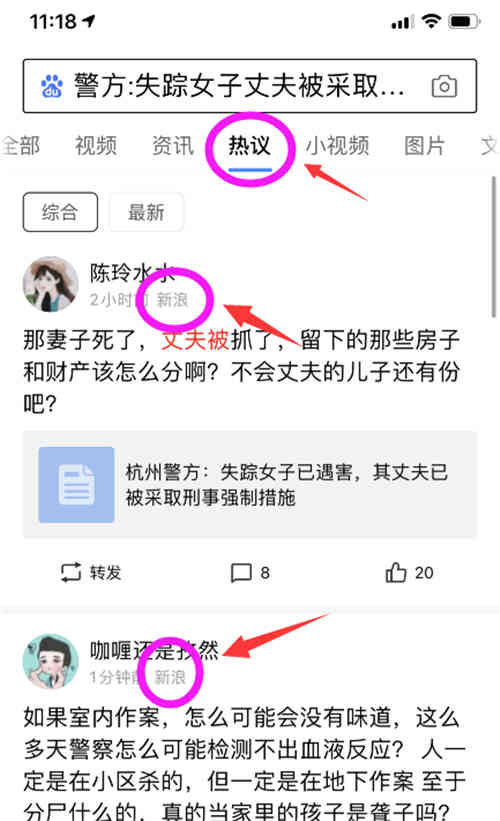 11:18
du 警方:失踪女子丈夫被采取...
全部 视频 资讯 热议 小视频 图片 文
综合 最新
陈玲水水
2小时前 新浪
那妻子死了，丈夫被抓了，留下的那些房子
和财产该怎么分啊？不会丈夫的儿子还有份
吧？
杭州警方：失踪女子已遇害，其丈夫已
被采取刑事强制措施
转发 8 20
咖喱还是孜然
1分钟前 新浪
如果室内作案，怎么可能会没有味道，这么
多天警察怎么可能检测不出血液反应？ 人一
定是在小区杀的，但一定是在地下作案 至于
分尸什么的，真的当家里的孩子是聋子吗？